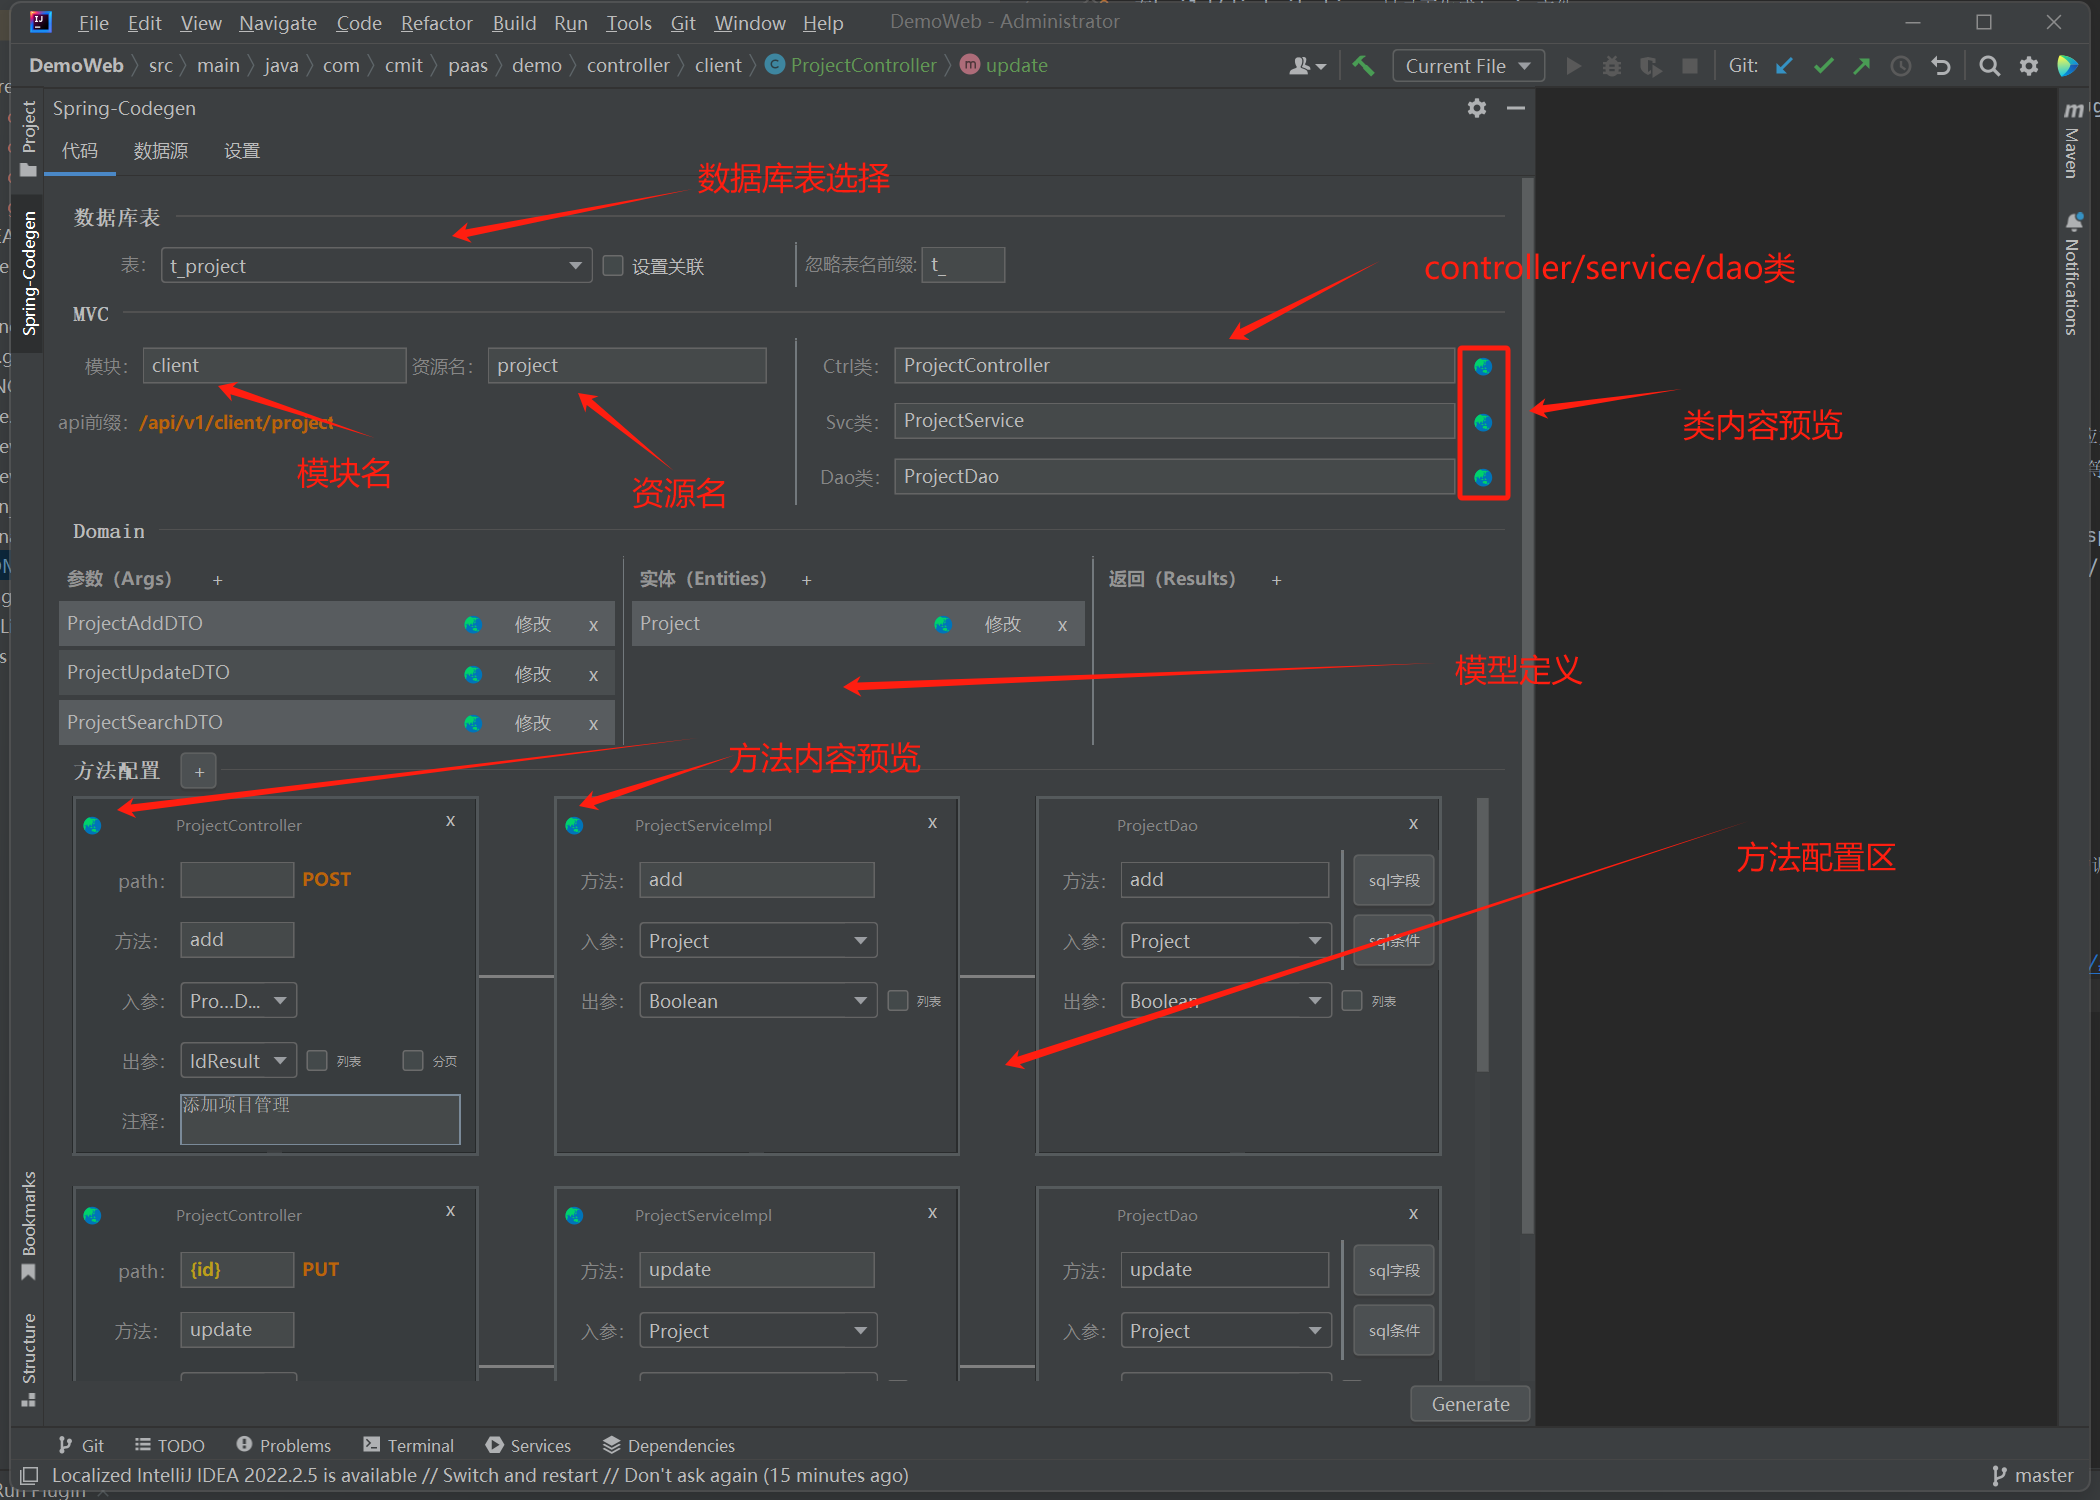 File Edit View Navigate Code Refactor Build Run Tools Git Window Help DemoWeb - Administrator
DemoWeb src main java com cmit paas demo controller client ProjectController update Current File Git:
Project
Spring-Codegen
Bookmarks
Structure
Maven
Notifications
Spring-Codegen
代码 数据源 设置
数据库表选择
数据库表
表: t_project 设置关联 忽略表名前缀: t_
controller/service/dao类
MVC
模块: client 资源名: project Ctrl类: ProjectController
api前缀: /api/v1/client/project Svc类: ProjectService
类内容预览
模块名 资源名
Dao类: ProjectDao
Domain
参数（Args） + 实体（Entities） + 返回（Results） +
ProjectAddDTO 修改 x Project 修改 x
ProjectUpdateDTO 修改 x
模型定义
ProjectSearchDTO 修改 x
方法内容预览
方法配置 +
ProjectController x ProjectServiceImpl x ProjectDao x
方法配置区
path: POST 方法: add 方法: add sql字段
方法: add 入参: Project 入参: Project sql条件
入参: Pro...D... 出参: Boolean 列表 出参: Boolean 列表
出参: IdResult 列表 分页
注释: 添加项目管理
ProjectController x ProjectServiceImpl x ProjectDao x
path: {id} PUT 方法: update 方法: update sql字段
方法: update 入参: Project 入参: Project sql条件
Generate
Git TODO Problems Terminal Services Dependencies
Localized IntelliJ IDEA 2022.2.5 is available // Switch and restart // Don't ask again (15 minutes ago) master